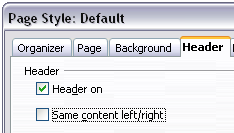 Page Style: Default
Organizer Page Background Header
Header
Header on
Same content left/right